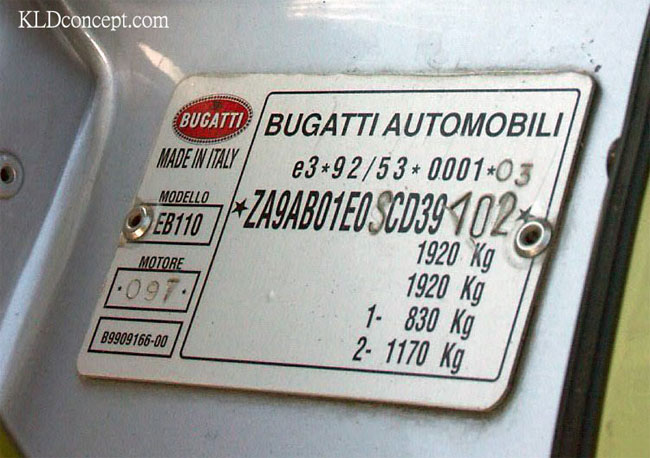 KLDconcept.com
BUGATTI
MADE IN ITALY
MODELLO
EB110
MOTORE
·097·
B9909166-00
BUGATTI AUTOMOBILI
e3*92/53*0001*03
★ZA9AB01E0SCD39102★
1920 Kg
1920 Kg
1- 830 Kg
2- 1170 Kg